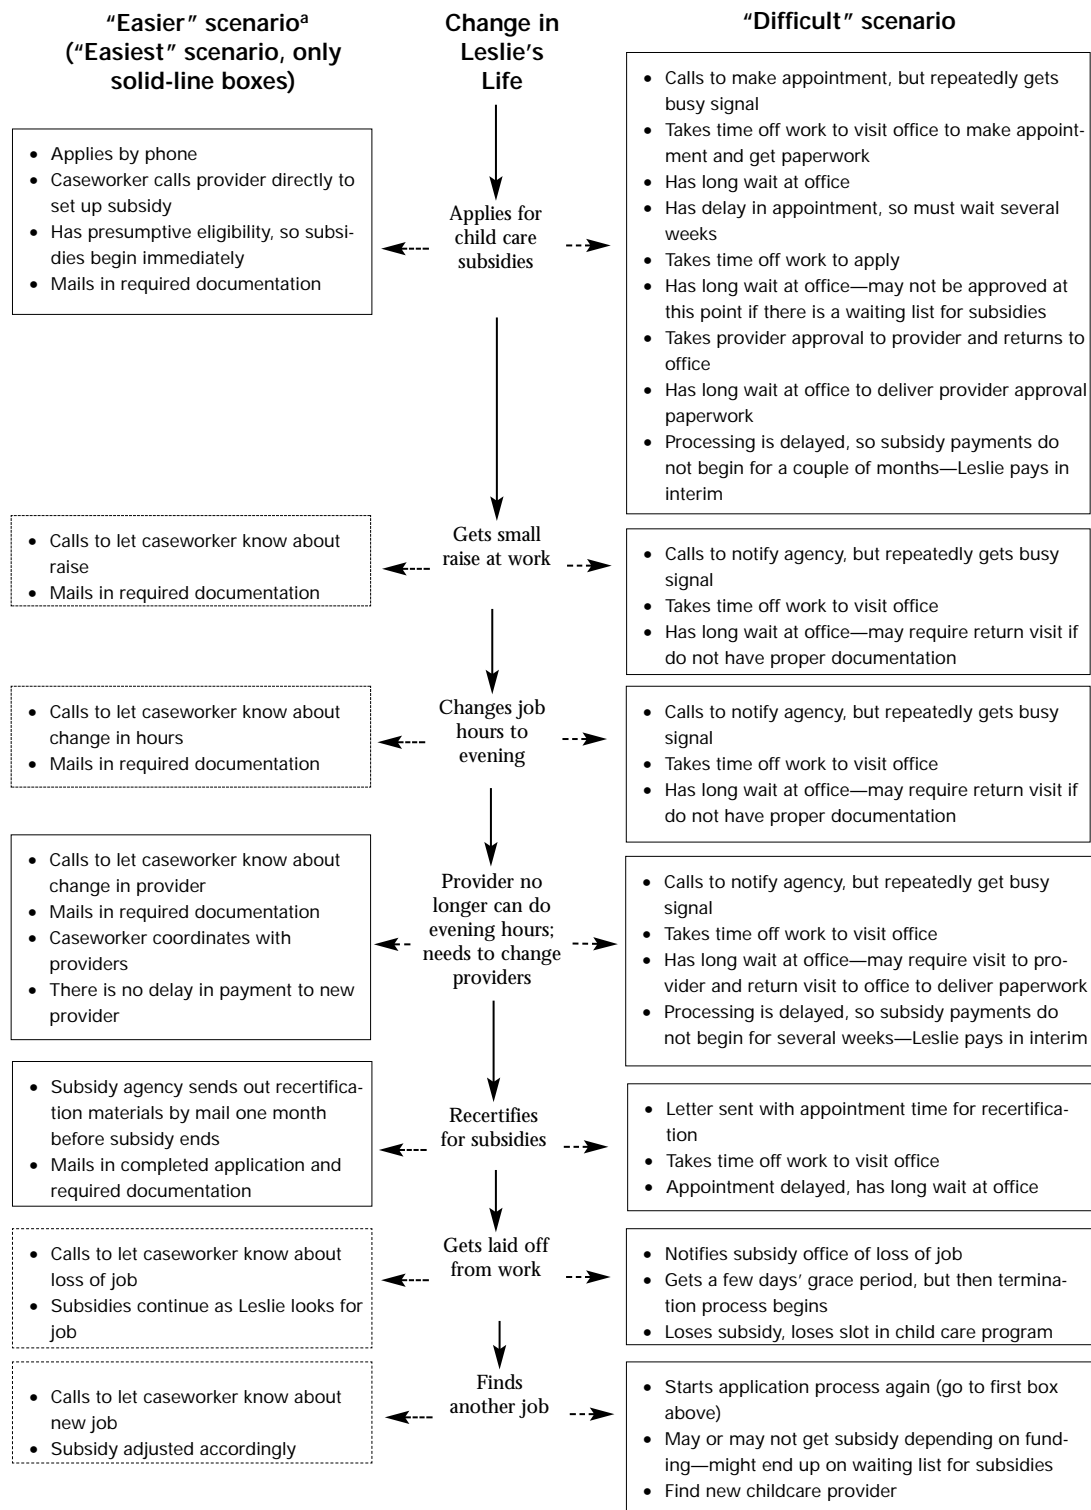 “Easier” scenarioᵃ
(“Easiest” scenario, only
solid-line boxes)
Change in
Leslie’s
Life
“Difficult” scenario
• Applies by phone
• Caseworker calls provider directly to
set up subsidy
• Has presumptive eligibility, so subsi-
dies begin immediately
• Mails in required documentation
Applies for
child care
subsidies
• Calls to make appointment, but repeatedly gets
busy signal
• Takes time off work to visit office to make appoint-
ment and get paperwork
• Has long wait at office
• Has delay in appointment, so must wait several
weeks
• Takes time off work to apply
• Has long wait at office—may not be approved at
this point if there is a waiting list for subsidies
• Takes provider approval to provider and returns to
office
• Has long wait at office to deliver provider approval
paperwork
• Processing is delayed, so subsidy payments do
not begin for a couple of months—Leslie pays in
interim
• Calls to let caseworker know about
raise
• Mails in required documentation
Gets small
raise at work
• Calls to notify agency, but repeatedly gets busy
signal
• Takes time off work to visit office
• Has long wait at office—may require return visit if
do not have proper documentation
• Calls to let caseworker know about
change in hours
• Mails in required documentation
Changes job
hours to
evening
• Calls to notify agency, but repeatedly gets busy
signal
• Takes time off work to visit office
• Has long wait at office—may require return visit if
do not have proper documentation
• Calls to let caseworker know about
change in provider
• Mails in required documentation
• Caseworker coordinates with
providers
• There is no delay in payment to new
provider
Provider no
longer can do
evening hours;
needs to change
providers
• Calls to notify agency, but repeatedly get busy
signal
• Takes time off work to visit office
• Has long wait at office—may require visit to pro-
vider and return visit to office to deliver paperwork
• Processing is delayed, so subsidy payments do
not begin for several weeks—Leslie pays in interim
• Subsidy agency sends out recertifica-
tion materials by mail one month
before subsidy ends
• Mails in completed application and
required documentation
Recertifies
for subsidies
• Letter sent with appointment time for recertifica-
tion
• Takes time off work to visit office
• Appointment delayed, has long wait at office
• Calls to let caseworker know about
loss of job
• Subsidies continue as Leslie looks for
job
Gets laid off
from work
• Notifies subsidy office of loss of job
• Gets a few days’ grace period, but then termina-
tion process begins
• Loses subsidy, loses slot in child care program
• Calls to let caseworker know about
new job
• Subsidy adjusted accordingly
Finds
another job
• Starts application process again (go to first box
above)
• May or may not get subsidy depending on fund-
ing—might end up on waiting list for subsidies
• Find new childcare provider